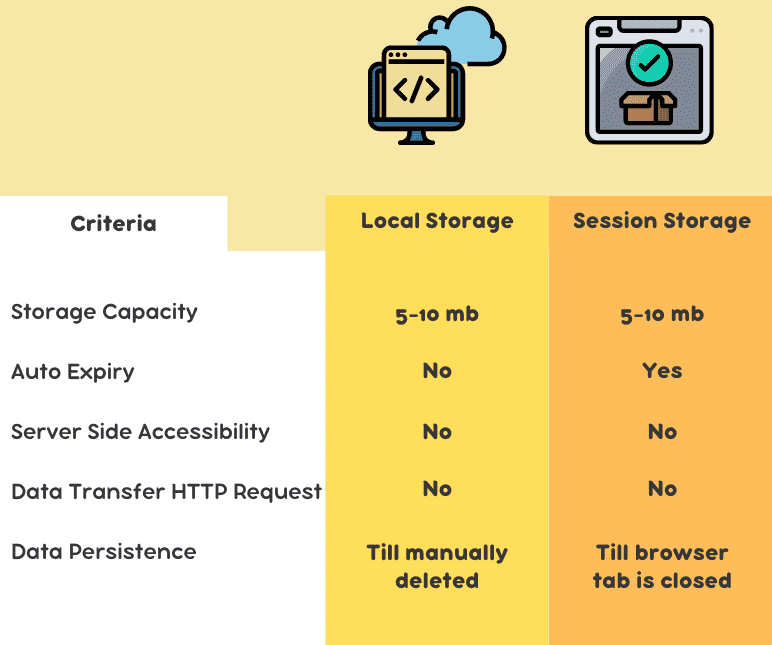 </>
Criteria Local Storage Session Storage
Storage Capacity 5-10 mb 5-10 mb
Auto Expiry No Yes
Server Side Accessibility No No
Data Transfer HTTP Request No No
Data Persistence Till manually Till browser
deleted tab is closed